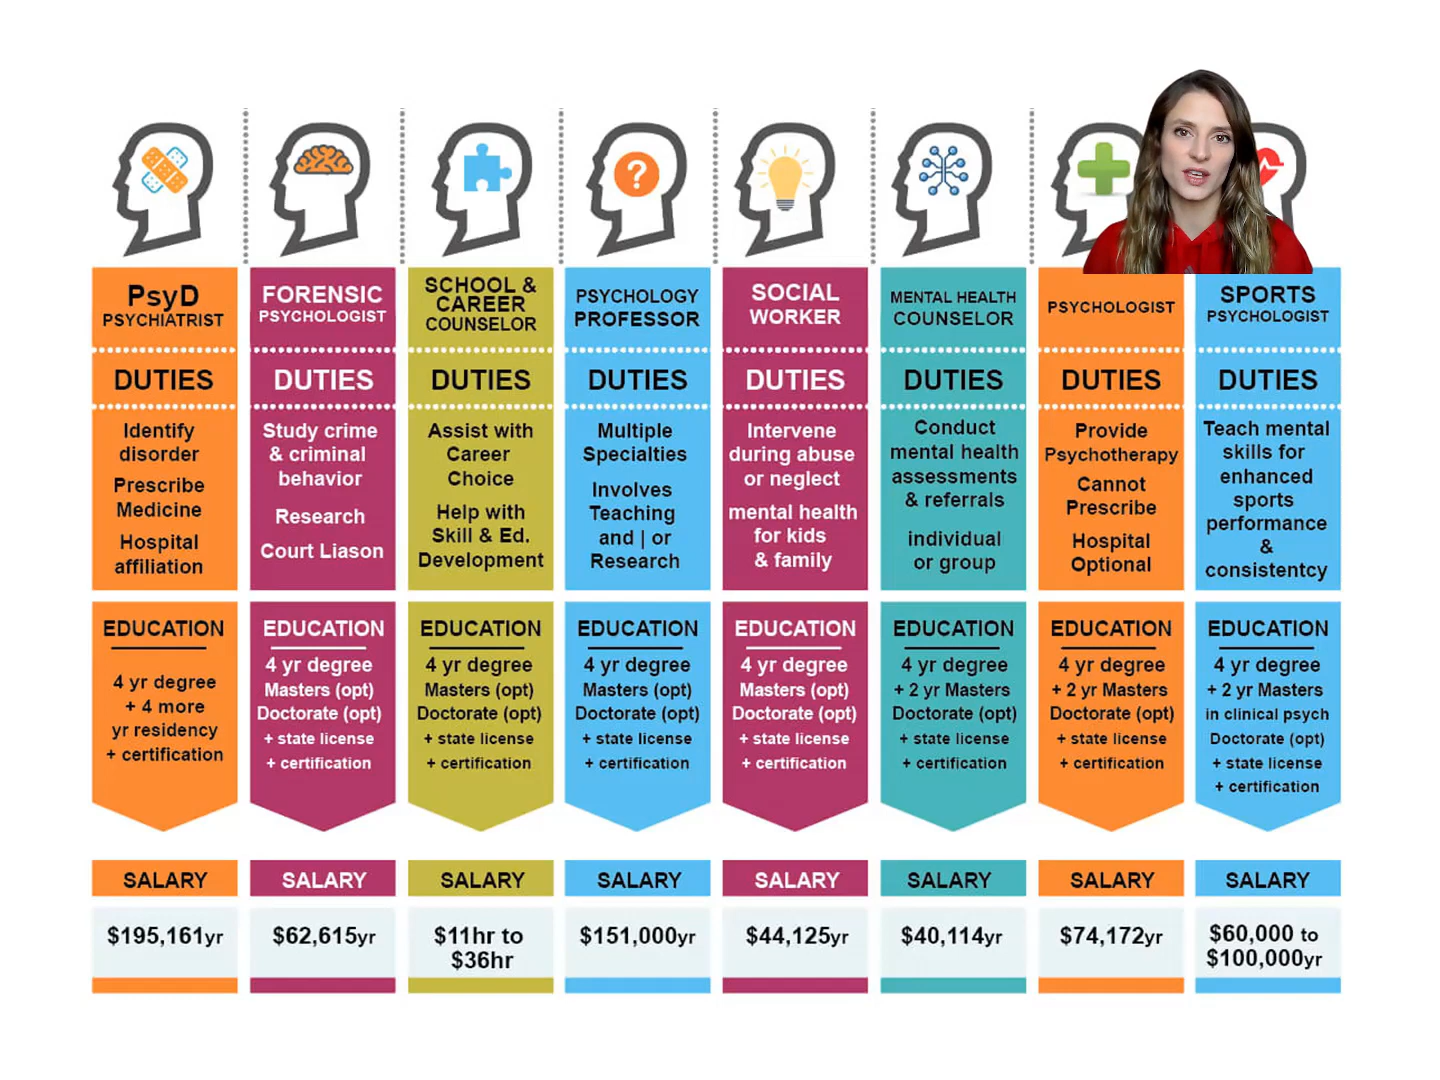 PsyD
PSYCHIATRIST
DUTIES
Identify
disorder
Prescribe
Medicine
Hospital
affiliation
EDUCATION
4 yr degree
+ 4 more
yr residency
+ certification
SALARY
$195,161yr
FORENSIC
PSYCHOLOGIST
DUTIES
Study crime
& criminal
behavior
Research
Court Liason
EDUCATION
4 yr degree
Masters (opt)
Doctorate (opt)
+ state license
+ certification
SALARY
$62,615yr
SCHOOL &
CAREER
COUNSELOR
DUTIES
Assist with
Career
Choice
Help with
Skill & Ed.
Development
EDUCATION
4 yr degree
Masters (opt)
Doctorate (opt)
+ state license
+ certification
SALARY
$11hr to
$36hr
?
PSYCHOLOGY
PROFESSOR
DUTIES
Multiple
Specialties
Involves
Teaching
and | or
Research
EDUCATION
4 yr degree
Masters (opt)
Doctorate (opt)
+ state license
+ certification
SALARY
$151,000yr
SOCIAL
WORKER
DUTIES
Intervene
during abuse
or neglect
mental health
for kids
& family
EDUCATION
4 yr degree
Masters (opt)
Doctorate (opt)
+ state license
+ certification
SALARY
$44,125yr
MENTAL HEALTH
COUNSELOR
DUTIES
Conduct
mental health
assessments
& referrals
individual
or group
EDUCATION
4 yr degree
+ 2 yr Masters
Doctorate (opt)
+ state license
+ certification
SALARY
$40,114yr
PSYCHOLOGIST
DUTIES
Provide
Psychotherapy
Cannot
Prescribe
Hospital
Optional
EDUCATION
4 yr degree
+ 2 yr Masters
Doctorate (opt)
+ state license
+ certification
SALARY
$74,172yr
SPORTS
PSYCHOLOGIST
DUTIES
Teach mental
skills for
enhanced
sports
performance
&
consistentcy
EDUCATION
4 yr degree
+ 2 yr Masters
in clinical psych
Doctorate (opt)
+ state license
+ certification
SALARY
$60,000 to
$100,000yr